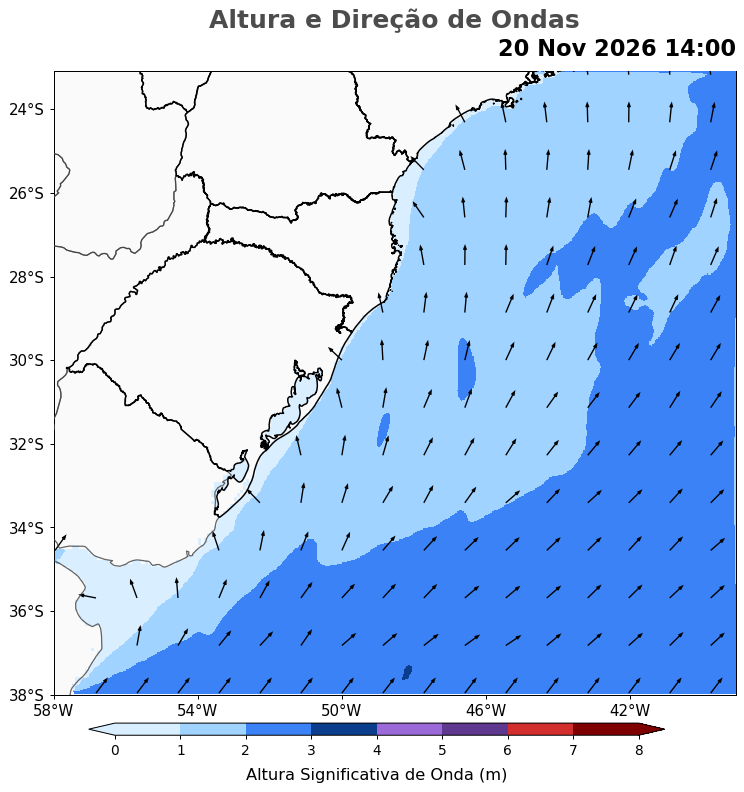 Altura e Direção de Ondas
20 Nov 2026 14:00
24°S
26°S
28°S
30°S
32°S
34°S
36°S
38°S
58°W 54°W 50°W 46°W 42°W
0 1 2 3 4 5 6 7 8
Altura Significativa de Onda (m)